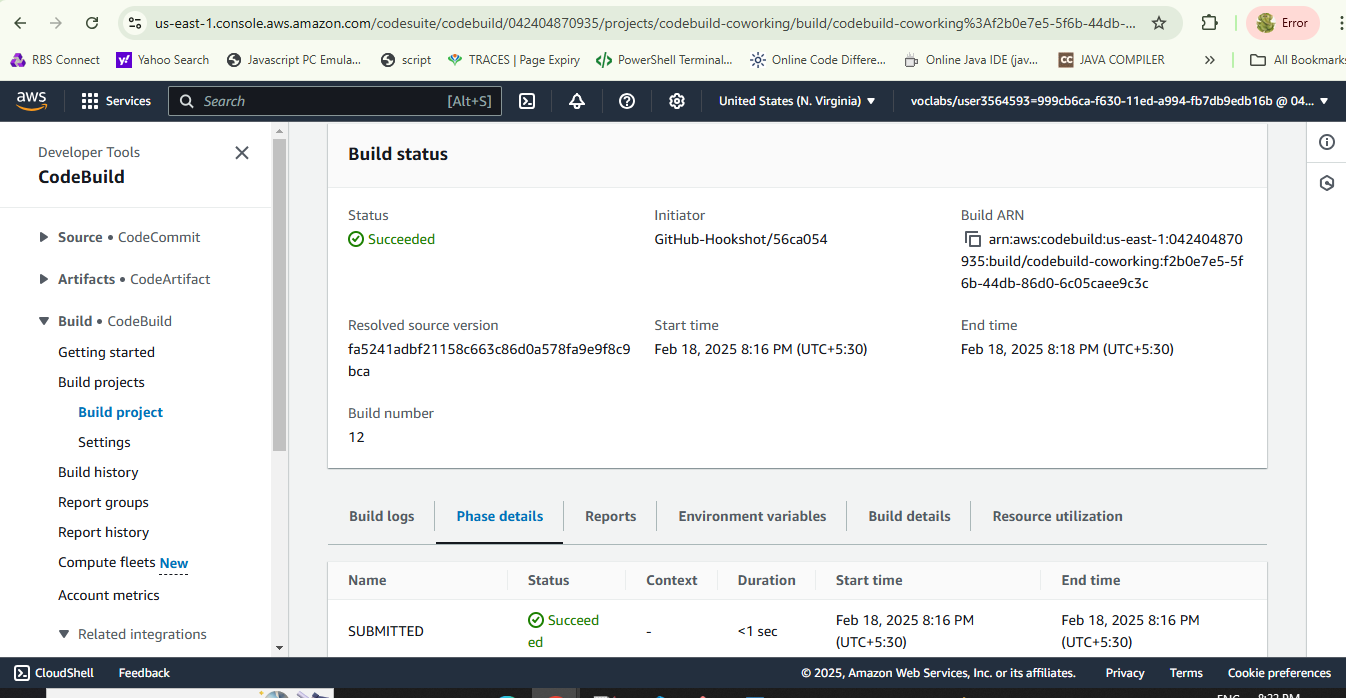 us-east-1.console.aws.amazon.com/codesuite/codebuild/042404870935/projects/codebuild-coworking/build/codebuild-coworking%3Af2b0e7e5-5f6b-44db-... Error
RBS Connect Yahoo Search Javascript PC Emula... script TRACES | Page Expiry PowerShell Terminal... Online Code Differe... Online Java IDE (jav... JAVA COMPILER » All Bookmarks
aws Services Search [Alt+S] United States (N. Virginia) voclabs/user3564593=999cb6ca-f630-11ed-a994-fb7db9edb16b @ 04...
Developer Tools
CodeBuild
Source • CodeCommit
Artifacts • CodeArtifact
Build • CodeBuild
Getting started
Build projects
Build project
Settings
Build history
Report groups
Report history
Compute fleets New
Account metrics
Related integrations
Build status
Status
Succeeded
Initiator
GitHub-Hookshot/56ca054
Build ARN
arn:aws:codebuild:us-east-1:042404870
935:build/codebuild-coworking:f2b0e7e5-5f
6b-44db-86d0-6c05caee9c3c
Resolved source version
fa5241adbf21158c663c86d0a578fa9e9f8c9
bca
Start time
Feb 18, 2025 8:16 PM (UTC+5:30)
End time
Feb 18, 2025 8:18 PM (UTC+5:30)
Build number
12
Build logs Phase details Reports Environment variables Build details Resource utilization
Name Status Context Duration Start time End time
SUBMITTED
Succeed
ed
-
<1 sec
Feb 18, 2025 8:16 PM
(UTC+5:30)
Feb 18, 2025 8:16 PM
(UTC+5:30)
CloudShell Feedback © 2025, Amazon Web Services, Inc. or its affiliates. Privacy Terms Cookie preferences